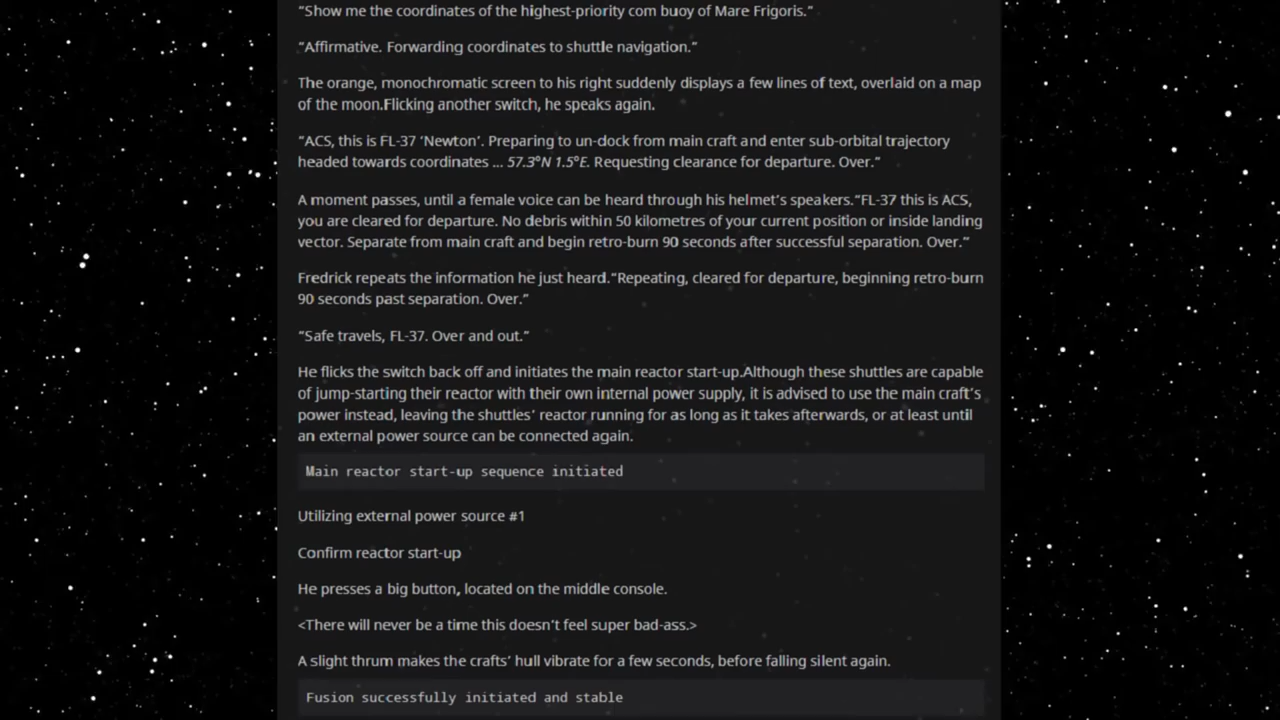 “Show me the coordinates of the highest-priority com buoy of Mare Frigoris.”
“Affirmative. Forwarding coordinates to shuttle navigation.”
The orange, monochromatic screen to his right suddenly displays a few lines of text, overlaid on a map
of the moon.Flicking another switch, he speaks again.
“ACS, this is FL-37 ‘Newton’. Preparing to un-dock from main craft and enter sub-orbital trajectory
headed towards coordinates ... 57.3°N 1.5°E. Requesting clearance for departure. Over.”
A moment passes, until a female voice can be heard through his helmet’s speakers.“FL-37 this is ACS,
you are cleared for departure. No debris within 50 kilometres of your current position or inside landing
vector. Separate from main craft and begin retro-burn 90 seconds after successful separation. Over.”
Fredrick repeats the information he just heard.“Repeating, cleared for departure, beginning retro-burn
90 seconds past separation. Over.”
“Safe travels, FL-37. Over and out.”
He flicks the switch back off and initiates the main reactor start-up.Although these shuttles are capable
of jump-starting their reactor with their own internal power supply, it is advised to use the main craft’s
power instead, leaving the shuttles’ reactor running for as long as it takes afterwards, or at least until
an external power source can be connected again.
Main reactor start-up sequence initiated
Utilizing external power source #1
Confirm reactor start-up
He presses a big button, located on the middle console.
<There will never be a time this doesn’t feel super bad-ass.>
A slight thrum makes the crafts’ hull vibrate for a few seconds, before falling silent again.
Fusion successfully initiated and stable